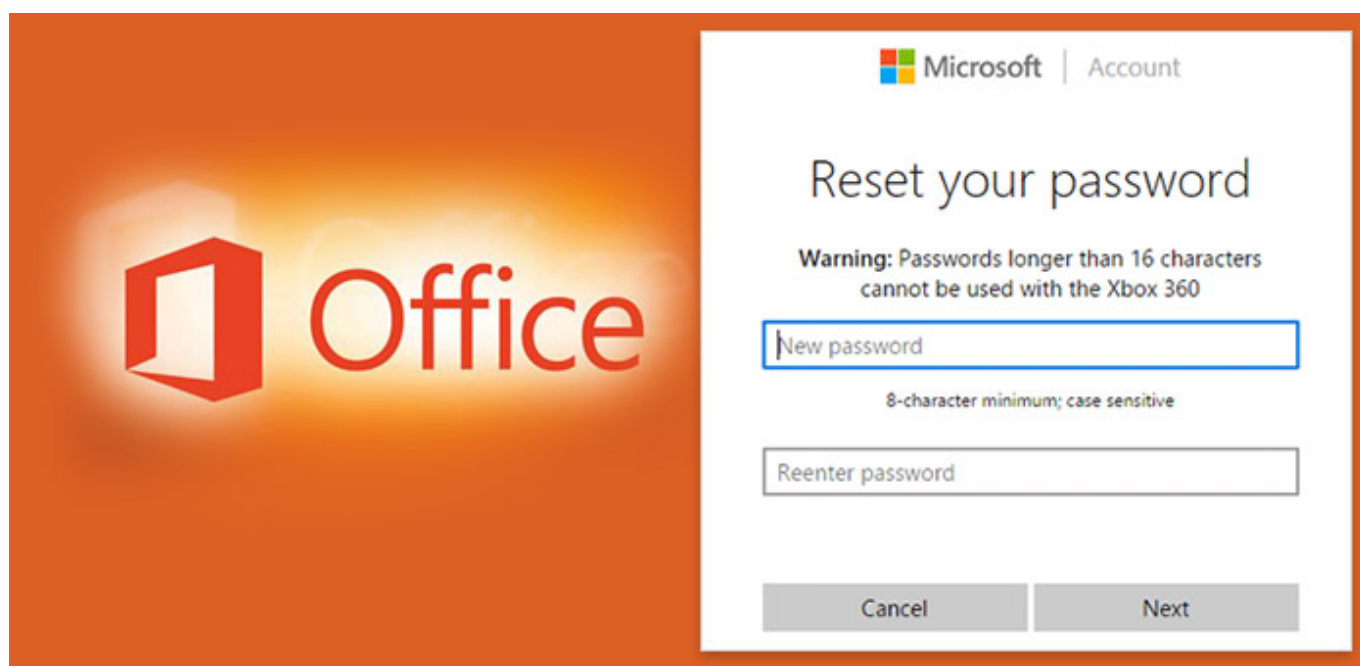 Office
Microsoft | Account
Reset your password
Warning: Passwords longer than 16 characters
cannot be used with the Xbox 360
New password
8-character minimum; case sensitive
Reenter password
Cancel
Next